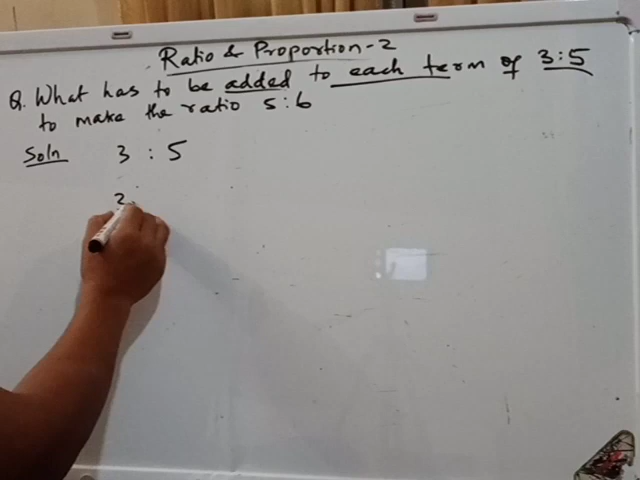 Ratio & Proportion-2
Q. What has to be added to each term of 3:5
to make the ratio 5:6
Soln 3 : 5
3